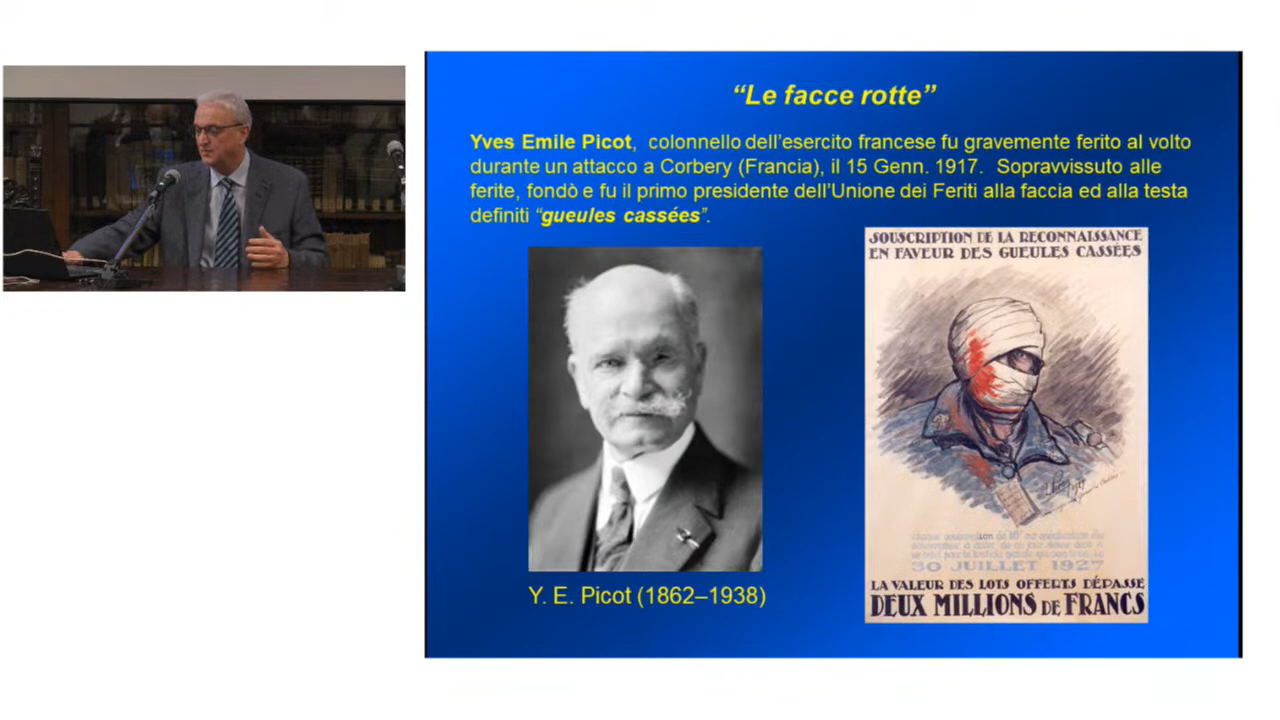 “Le facce rotte”
Yves Emile Picot, colonnello dell’esercito francese fu gravemente ferito al volto
durante un attacco a Corbery (Francia), il 15 Genn. 1917. Sopravvissuto alle
ferite, fondò e fu il primo presidente dell’Unione dei Feriti alla faccia ed alla testa
definiti “gueules cassées”.
SOUSCRIPTION DE LA RECONNAISSANCE
EN FAVEUR DES GUEULES CASSÉES
30 JUILLET 1927
LA VALEUR DES LOTS OFFERTS DÉPASSE
DEUX MILLIONS DE FRANCS
Y. E. Picot (1862–1938)